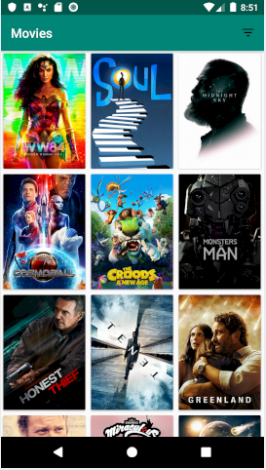 8:51
Movies
WW84
SOUL
THE
MIDNIGHT
SKY
COSMOBALL
THE
CROODS
A NEW AGE
MONSTERS
OF
MAN
HONEST
THIEF
TENET
GREENLAND
Miraculous